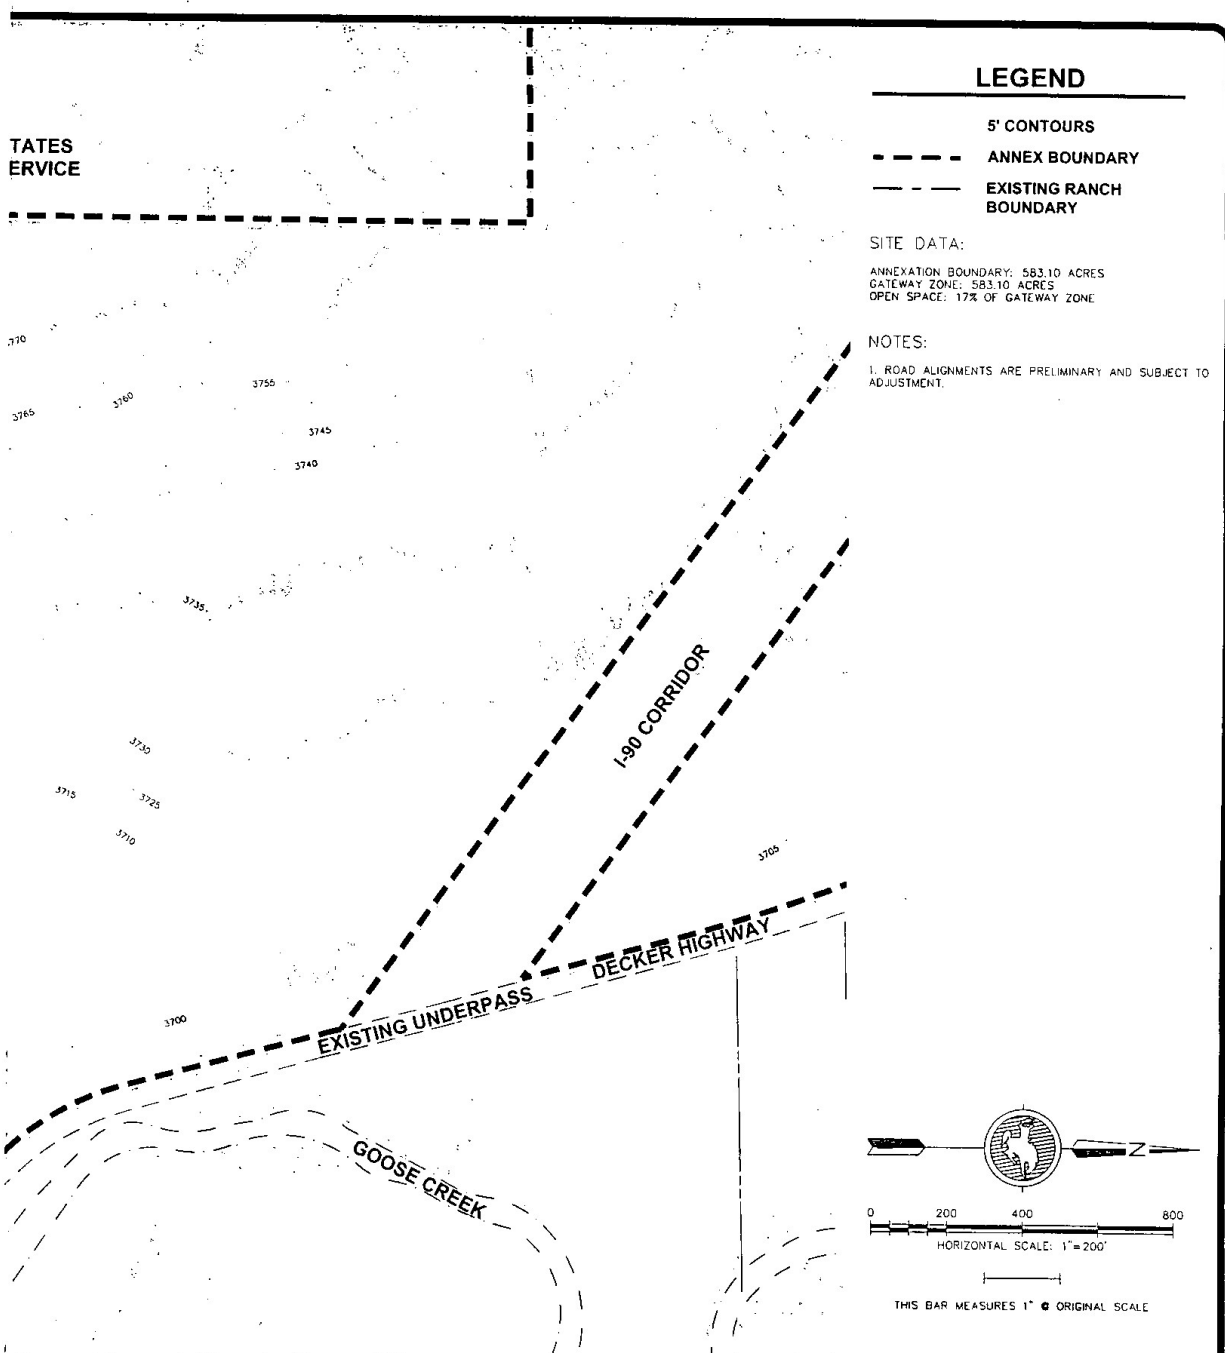 TATES
ERVICE
LEGEND
5' CONTOURS
ANNEX BOUNDARY
EXISTING RANCH
BOUNDARY
SITE DATA:
ANNEXATION BOUNDARY: 583.10 ACRES
GATEWAY ZONE: 583.10 ACRES
OPEN SPACE: 17% OF GATEWAY ZONE
NOTES:
1. ROAD ALIGNMENTS ARE PRELIMINARY AND SUBJECT TO
ADJUSTMENT.
3755
3760
3765
3745
3740
3735
I-90 CORRIDOR
3730
3715
3725
3710
3705
DECKER HIGHWAY
EXISTING UNDERPASS
3700
GOOSE CREEK
N
0 200 400 800
HORIZONTAL SCALE: 1"=200'
THIS BAR MEASURES 1" @ ORIGINAL SCALE